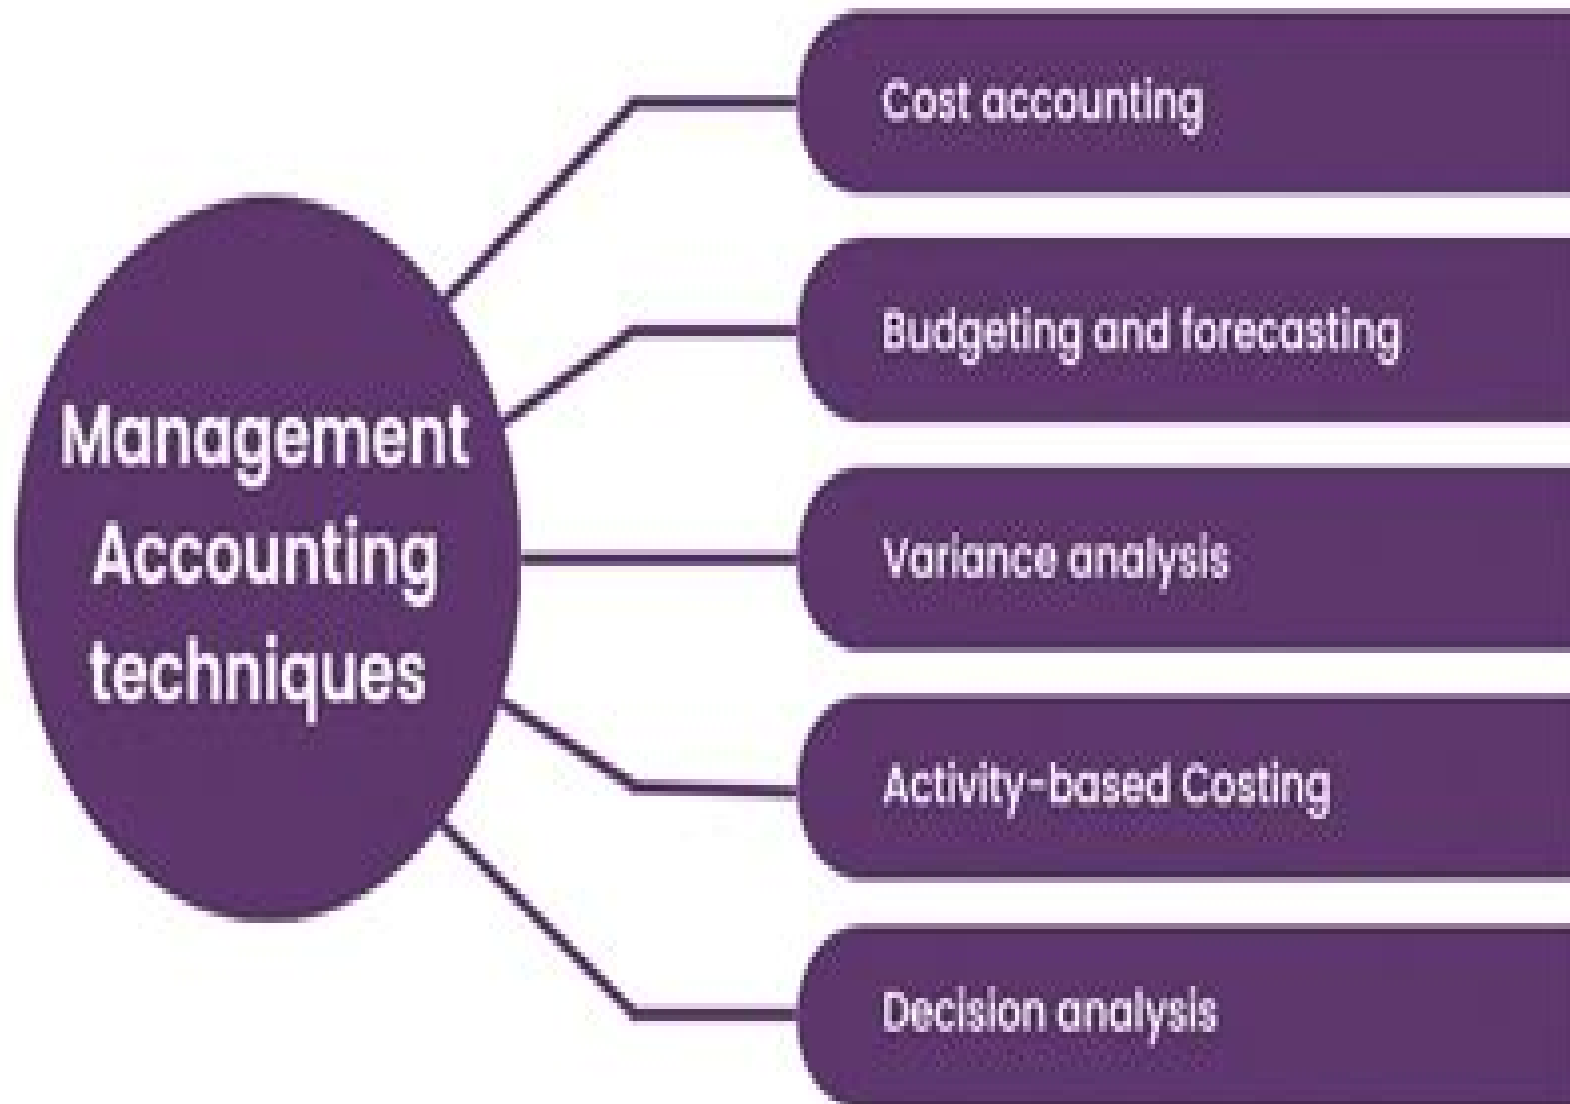 Management
Accounting
techniques
Cost accounting
Budgeting and forecasting
Variance analysis
Activity-based Costing
Decision analysis